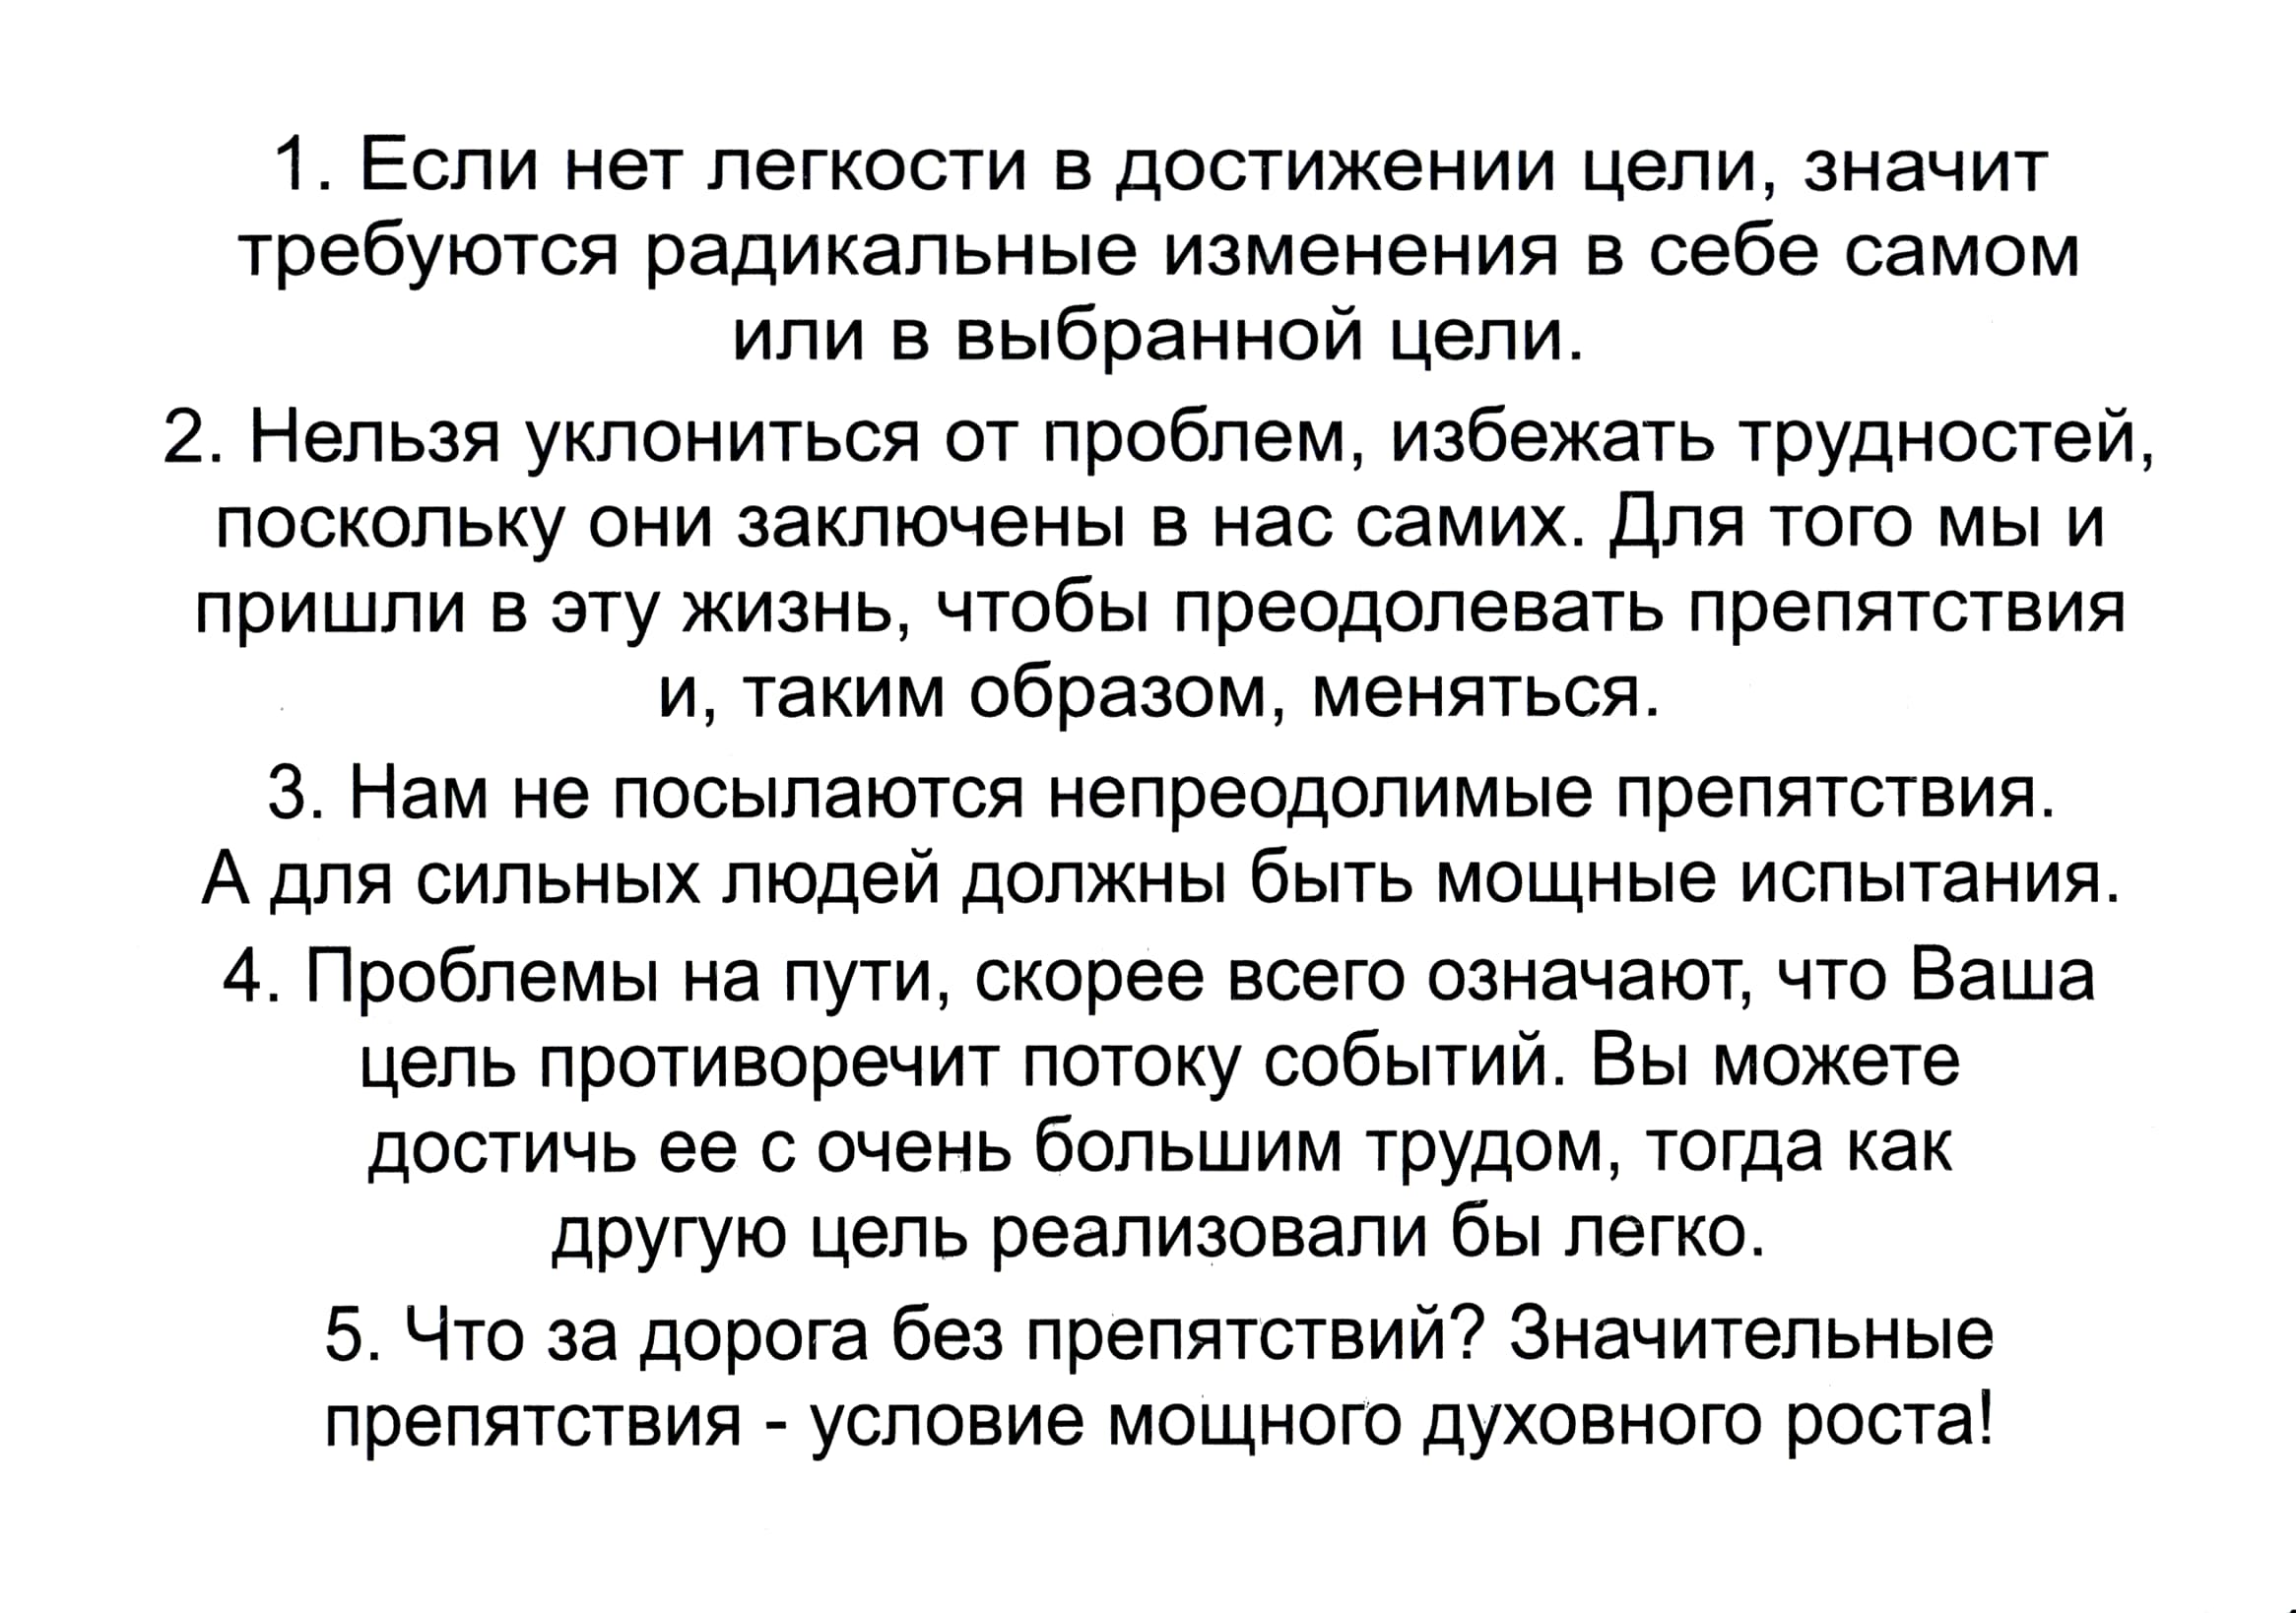 1. Если нет легкости в достижении цели, значит
требуются радикальные изменения в себе самом
или в выбранной цели.
2. Нельзя уклониться от проблем, избежать трудностей,
поскольку они заключены в нас самих. Для того мы и
пришли в эту жизнь, чтобы преодолевать препятствия
и, таким образом, меняться.
3. Нам не посылаются непреодолимые препятствия.
А для сильных людей должны быть мощные испытания.
4. Проблемы на пути, скорее всего означают, что Ваша
цель противоречит потоку событий. Вы можете
достичь ее с очень большим трудом, тогда как
другую цель реализовали бы легко.
5. Что за дорога без препятствий? Значительные
препятствия - условие мощного духовного роста!